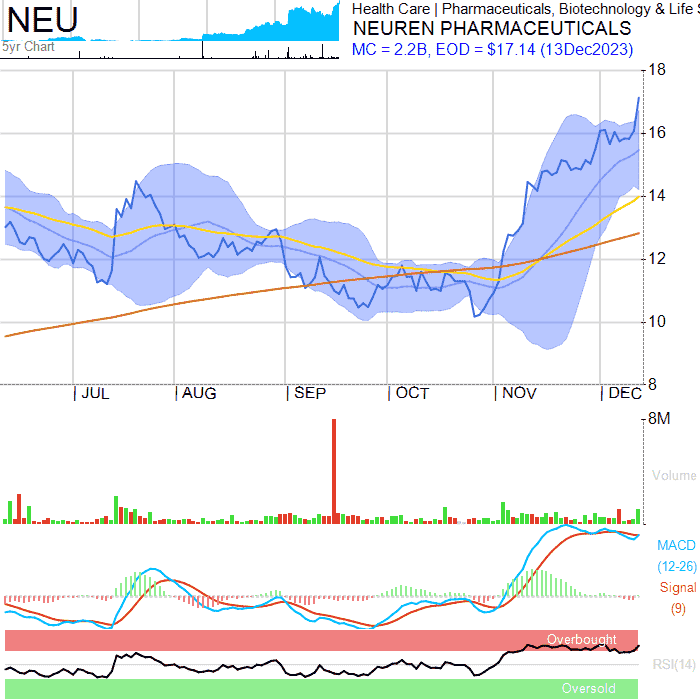 NEU
5yr Chart
Health Care | Pharmaceuticals, Biotechnology & Life S
NEUREN PHARMACEUTICALS
MC = 2.2B, EOD = $17.14 (13Dec2023)
18
16
14
12
10
8
| JUL | AUG | SEP | OCT | NOV | DEC
8M
Volume
MACD
(12-26)
Signal
(9)
Overbought
RSI(14)
Oversold